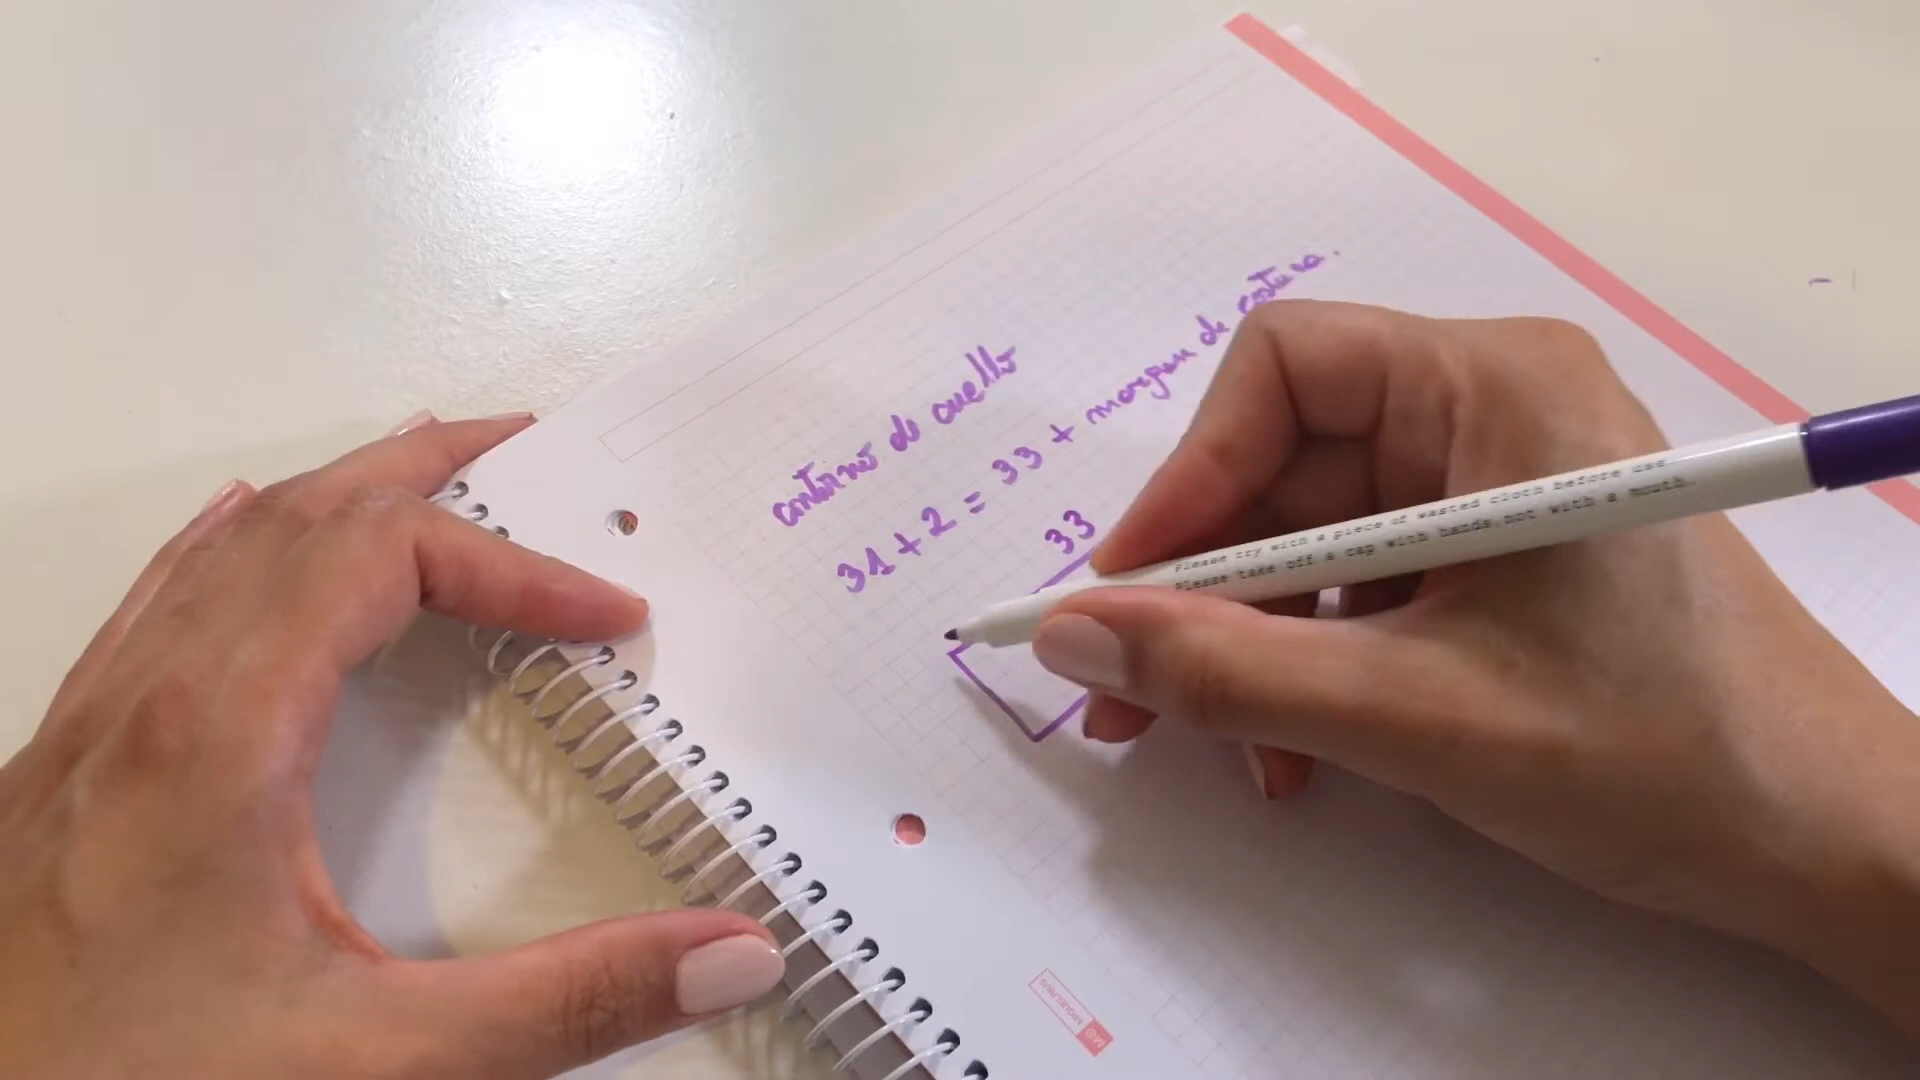 contorno de cuello
31 + 2 = 33 + margen de costura.
33
Please try with a piece of wasted cloth before use.
Please take off a cap with hands, not with a mouth.
MIQUELRIUS